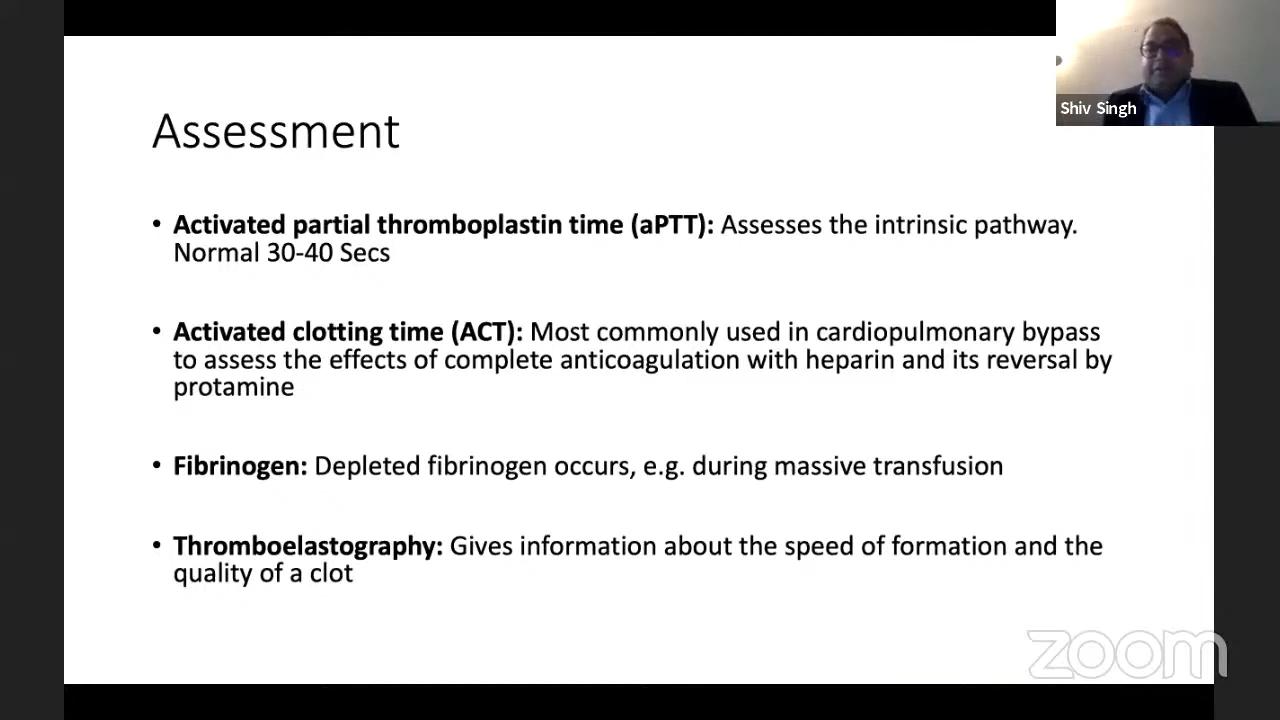 Shiv Singh
Assessment
• Activated partial thromboplastin time (aPTT): Assesses the intrinsic pathway.
Normal 30-40 Secs
• Activated clotting time (ACT): Most commonly used in cardiopulmonary bypass
to assess the effects of complete anticoagulation with heparin and its reversal by
protamine
• Fibrinogen: Depleted fibrinogen occurs, e.g. during massive transfusion
• Thromboelastography: Gives information about the speed of formation and the
quality of a clot
zoom